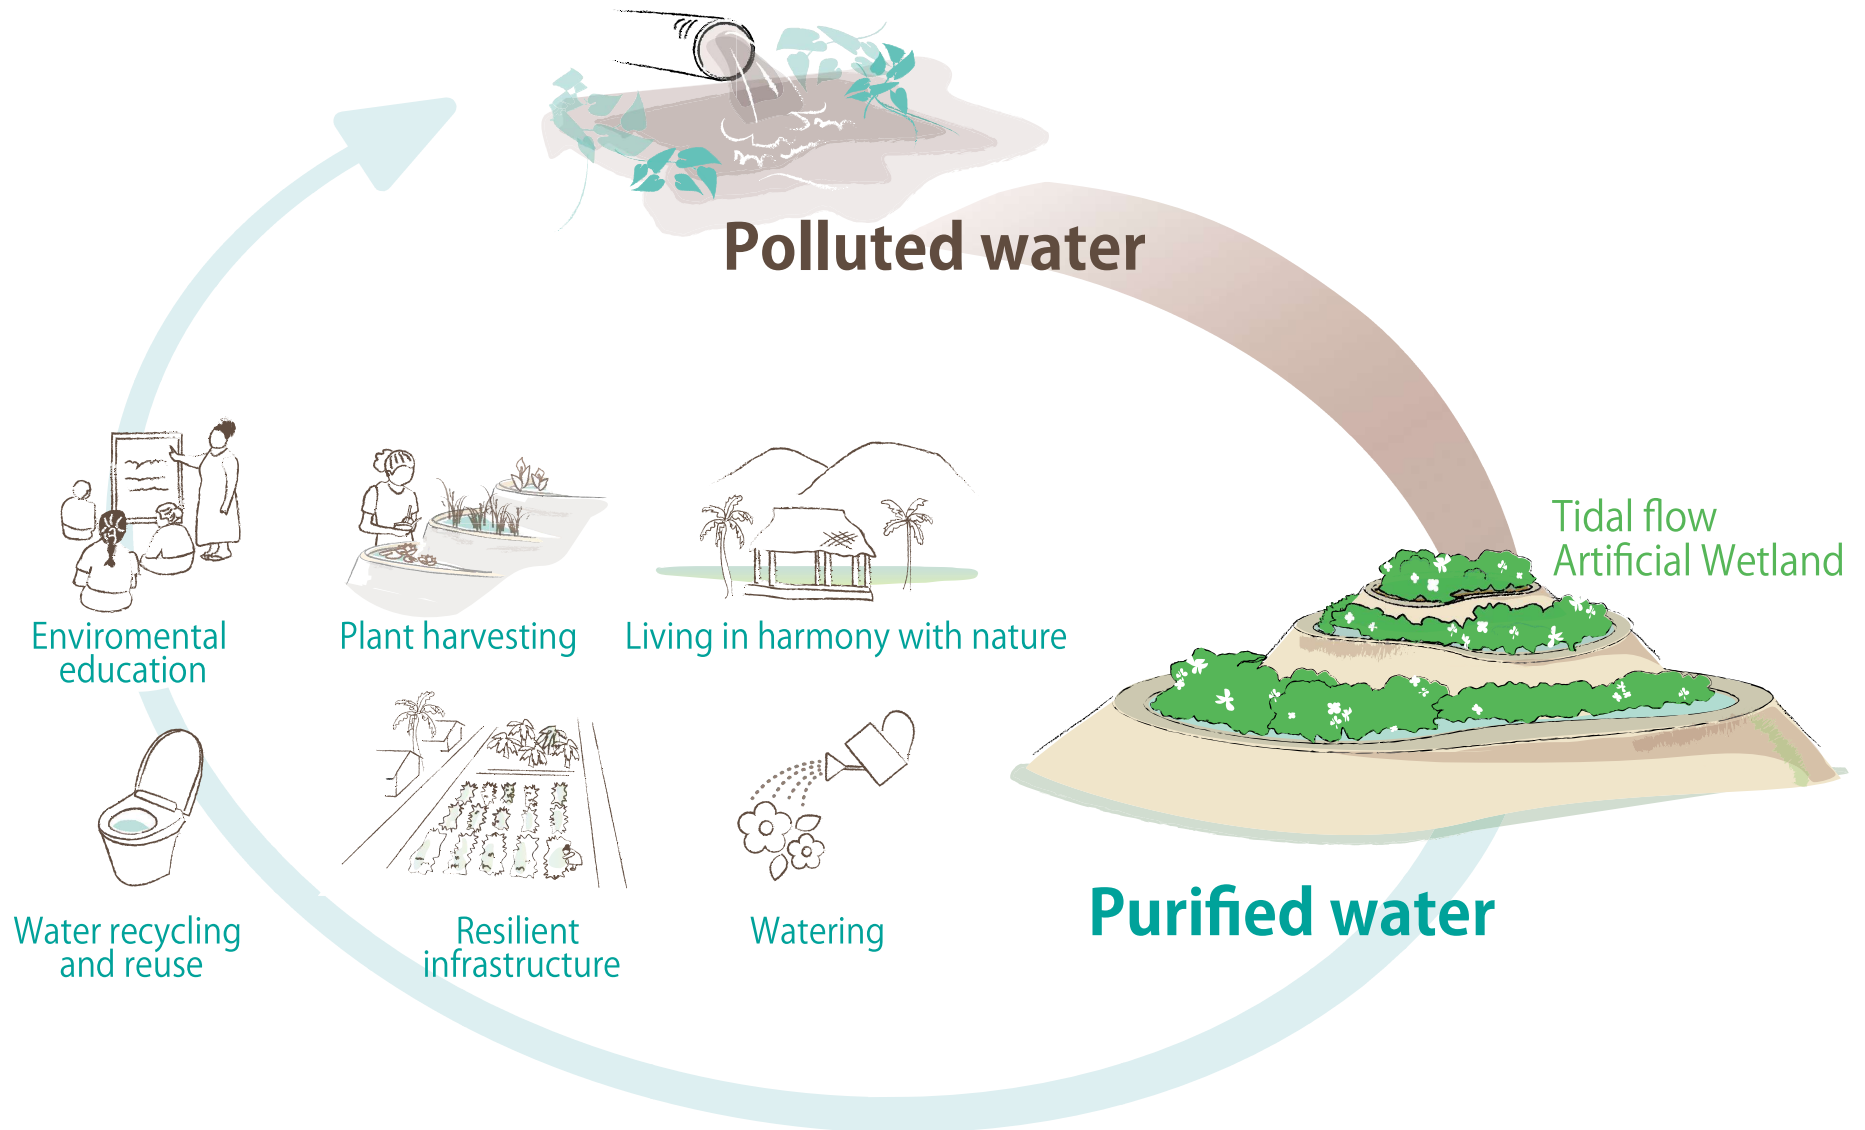 Polluted water
Tidal flow
Artificial Wetland
Enviromental
education
Plant harvesting
Living in harmony with nature
Water recycling
and reuse
Resilient
infrastructure
Watering
Purified water